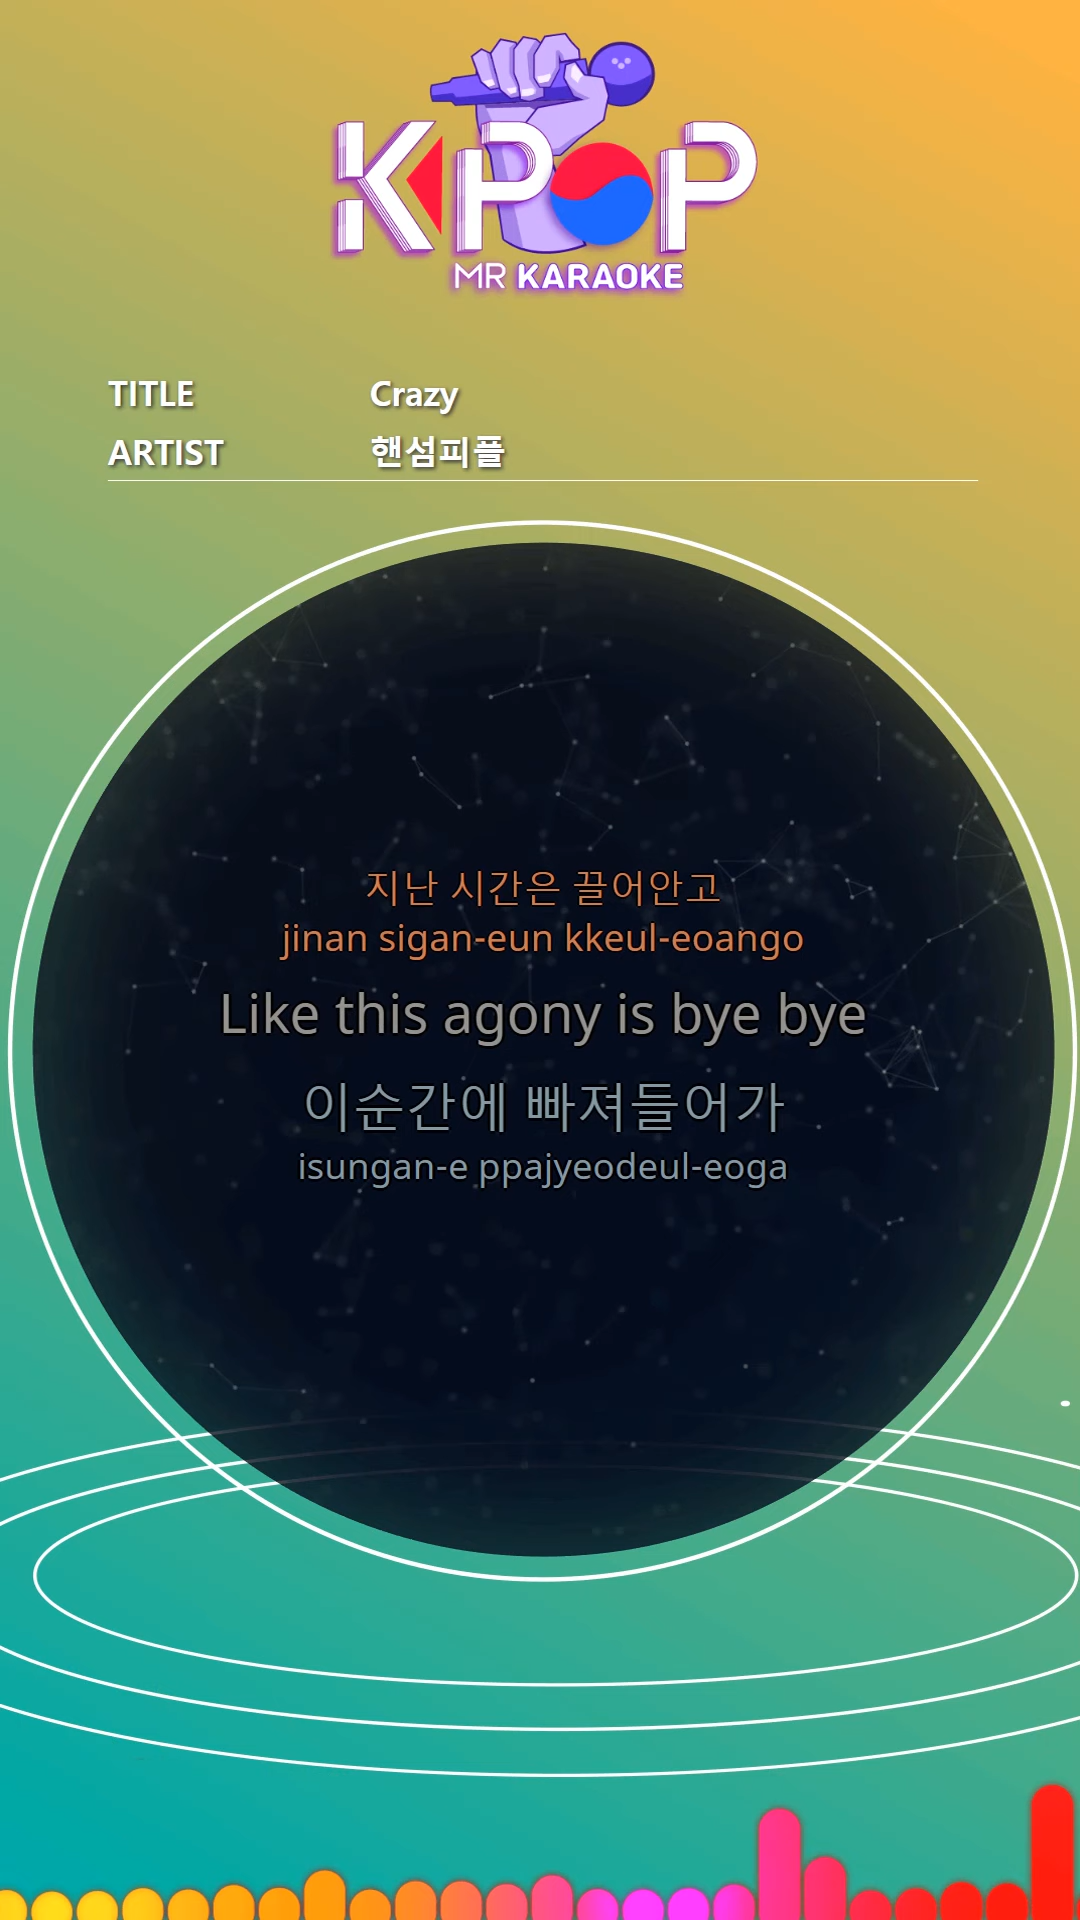 KPOP
MR KARAOKE
TITLE Crazy
ARTIST 핸섬피플
지난 시간은 끌어안고
jinan sigan-eun kkeul-eoango
Like this agony is bye bye
이순간에 빠져들어가
isungan-e ppajyeodeul-eoga